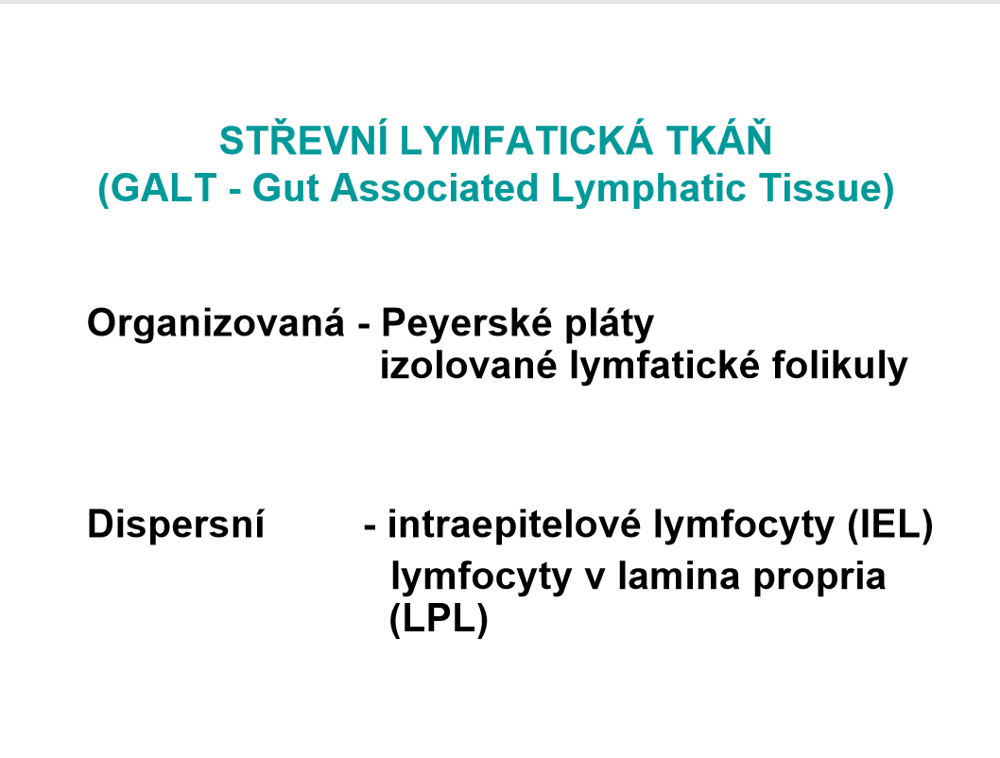 STŘEVNÍ LYMFATICKÁ TKÁŇ
(GALT - Gut Associated Lymphatic Tissue)
Organizovaná - Peyerské pláty
izolované lymfatické folikuly
Dispersní - intraepitelové lymfocyty (IEL)
lymfocyty v lamina propria
(LPL)